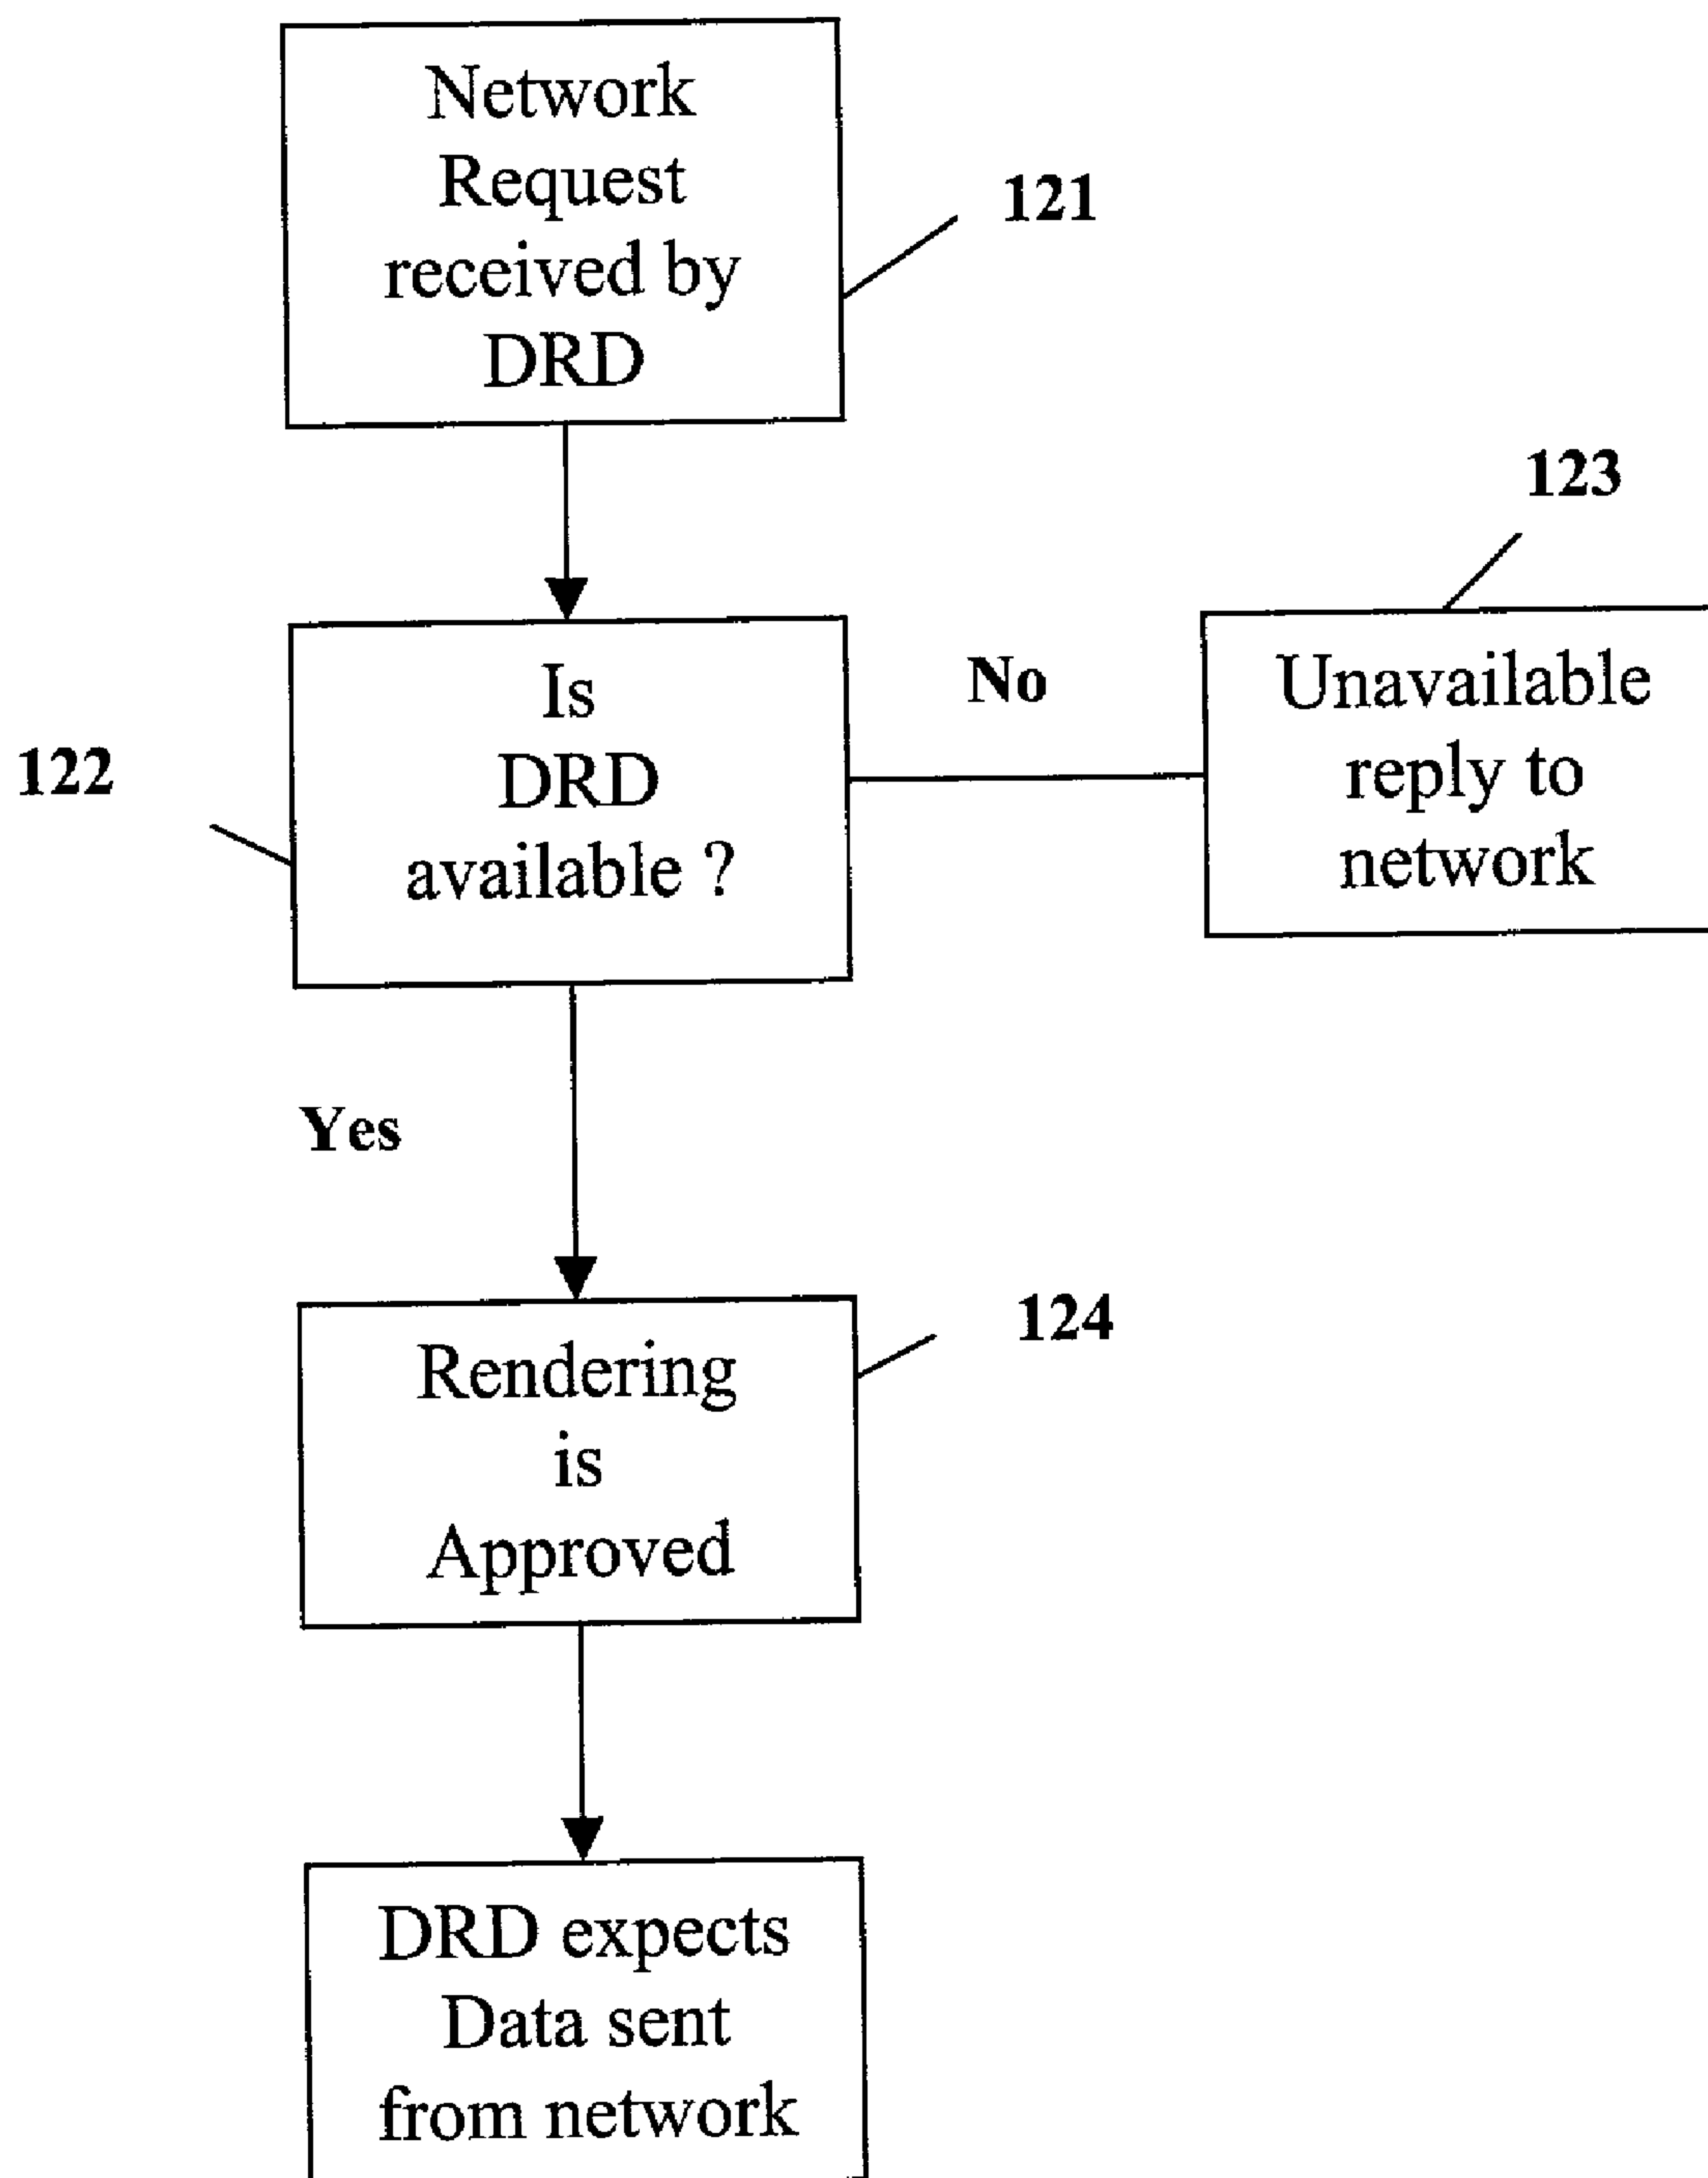 Network
Request
received by
DRD
121
123
Is
DRD
available ?
122
No
Unavailable
reply to
network
Yes
Rendering
is
Approved
124
DRD expects
Data sent
from network